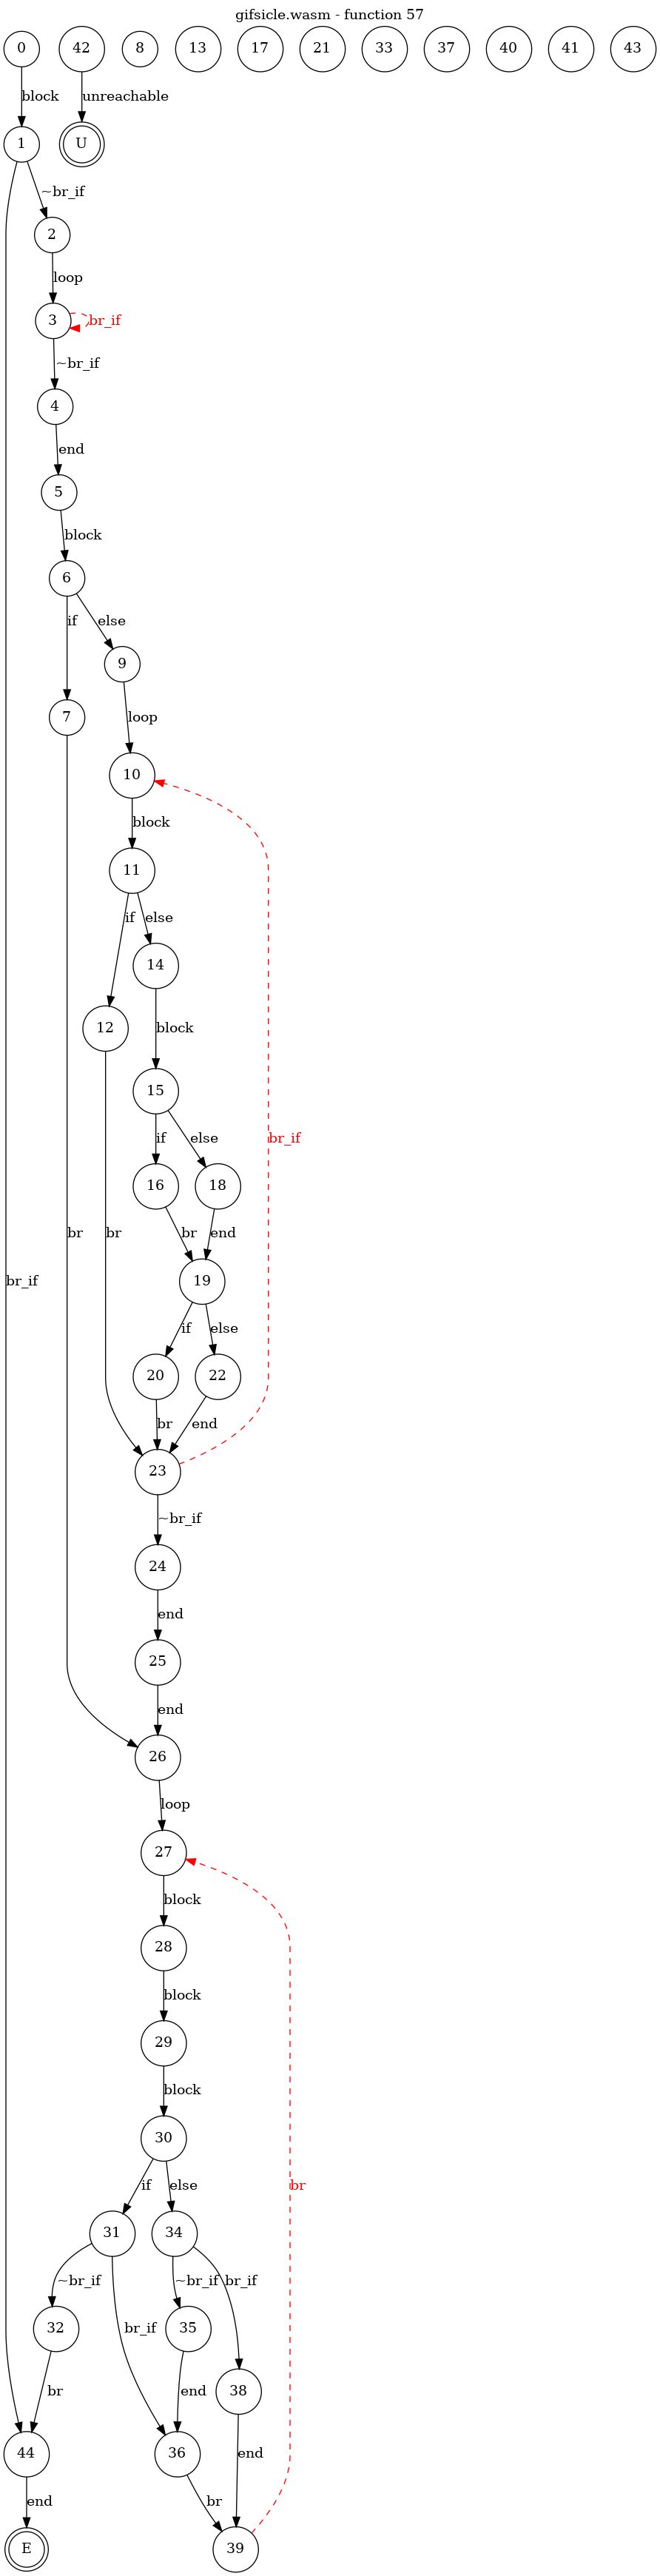 gifsicle.wasm - function 57
0 42 8 13 17 21 33 37 40 41 43
block unreachable
1 U
~br_if
2
loop
3 br_if
~br_if
4
end
5
block
6
if else
9
7 loop
10
block
11
if else
14
12 block
15 br_if
if else
16 18
br br br end
br_if 19
if else
20 22
br end
23
~br_if
24
end
25
end
26
loop
27
block
28
block
29
block
30
if else br
31 34
~br_if ~br_if br_if
32 br_if 35
br end 38
44 36 end
end br
E 39